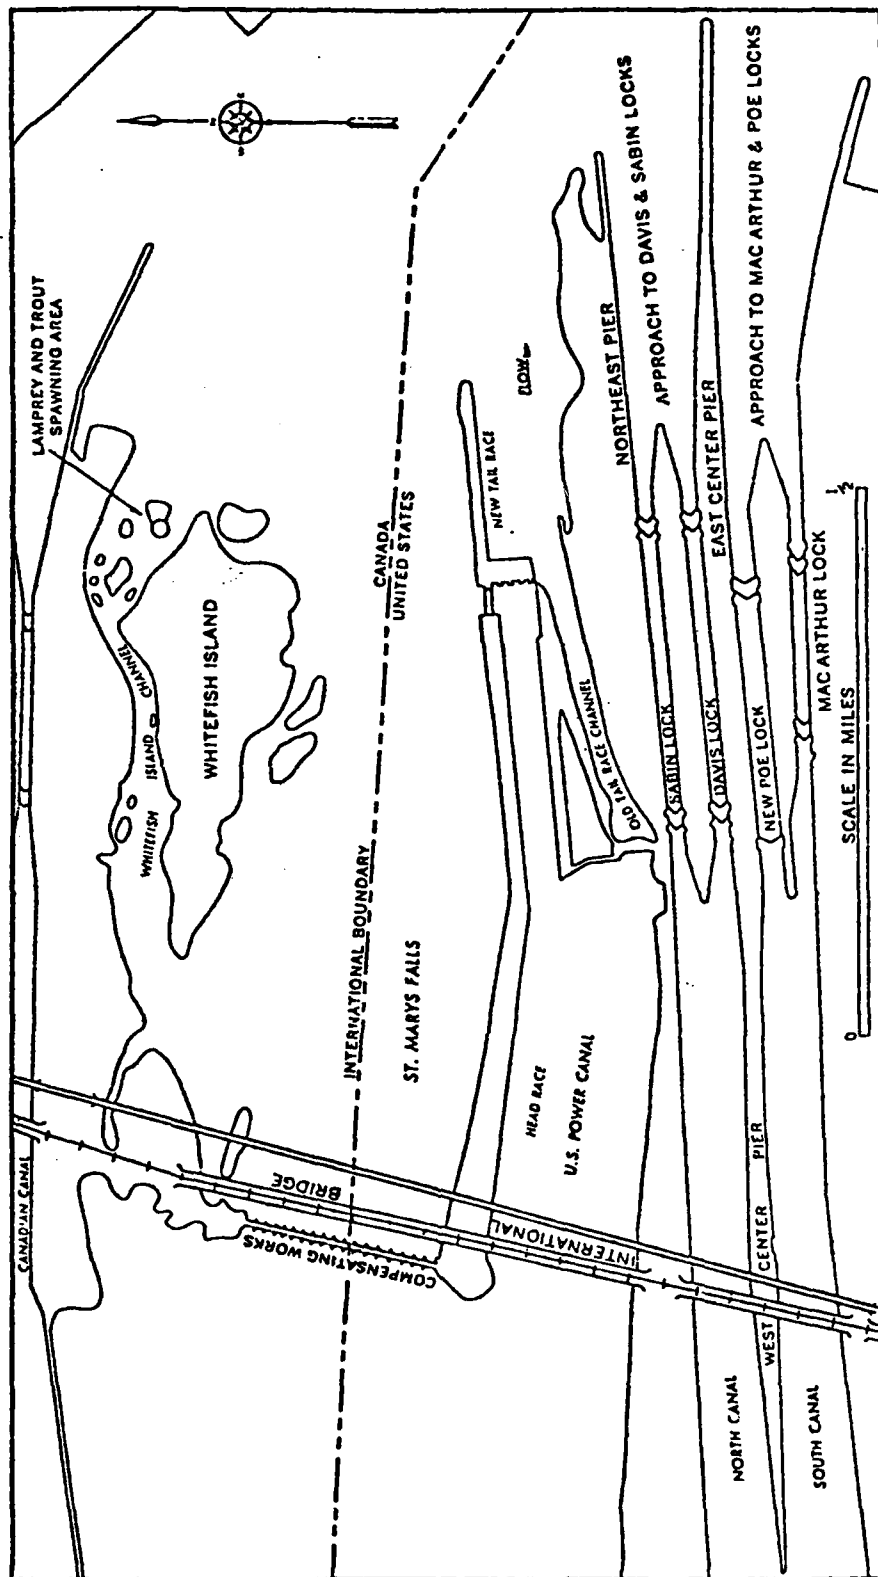 CANADIAN CANAL
LAMPREY AND TROUT
SPAWNING AREA
WHITEFISH ISLAND CHANNEL
WHITEFISH ISLAND
COMPENSATING WORKS
INTERNATIONAL BRIDGE
INTERNATIONAL BOUNDARY
CANADA
UNITED STATES
ST. MARYS FALLS
NEW TAIL RACE
FLOW
HEAD RACE
U.S. POWER CANAL
OLD TAIL RACE CHANNEL
NORTHEAST PIER
SABIN LOCK
APPROACH TO DAVIS & SABIN LOCKS
DAVIS LOCK
EAST CENTER PIER
NORTH CANAL
WEST CENTER PIER
NEW POE LOCK
APPROACH TO MAC ARTHUR & POE LOCKS
SOUTH CANAL
MAC ARTHUR LOCK
SCALE IN MILES
0 1/2